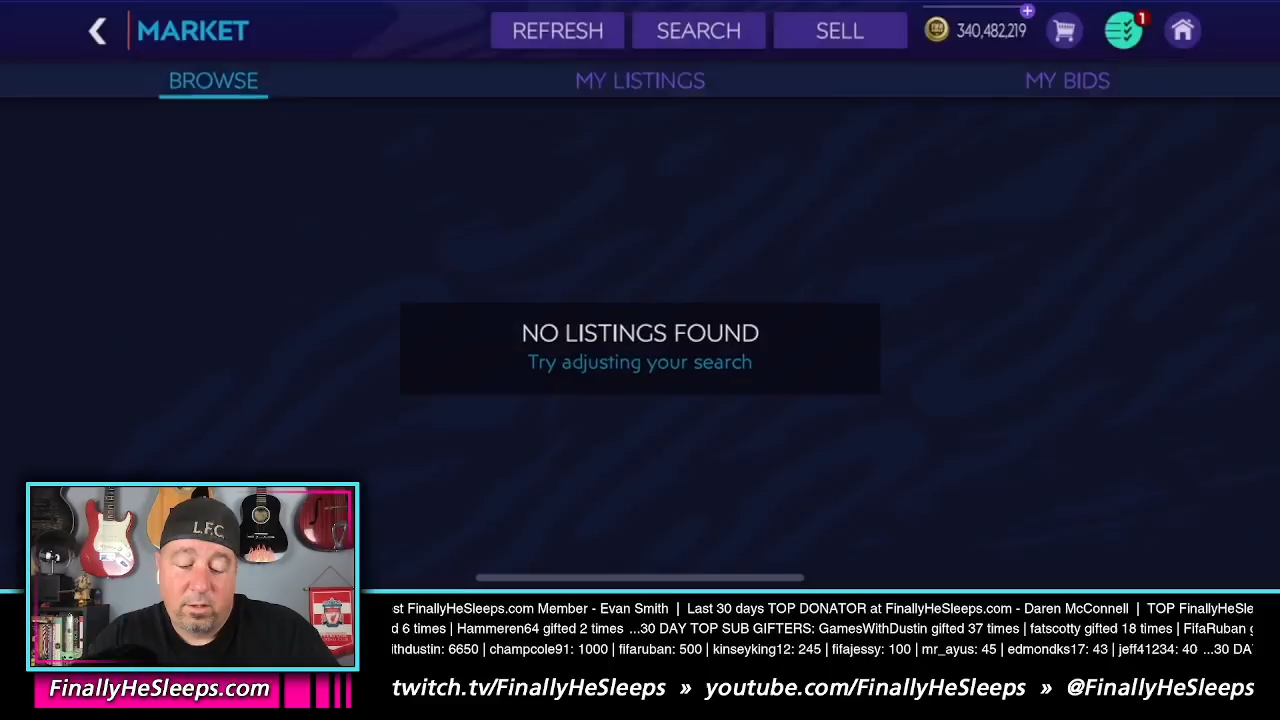 MARKET
REFRESH
SEARCH
SELL
340,482,219
1
BROWSE
MY LISTINGS
MY BIDS
NO LISTINGS FOUND
Try adjusting your search
L.F.C.
st FinallyHeSleeps.com Member - Evan Smith | Last 30 days TOP DONATOR at FinallyHeSleeps.com - Daren McConnell | TOP FinallySle
d 6 times | Hammeren64 gifted 2 times ...30 DAY TOP SUB GIFTERS: GamesWithDustin gifted 37 times | fatscotty gifted 18 times | FifaRuban g
ithdustin: 6650 | champcole91: 1000 | fifaruban: 500 | kinseyking12: 245 | fifajessy: 100 | mr_ayus: 45 | edmondks17: 43 | jeff41234: 40 ...30 DA
FinallyHeSleeps.com
twitch.tv/FinallyHeSleeps » youtube.com/FinallyHeSleeps » @FinallyHeSleeps